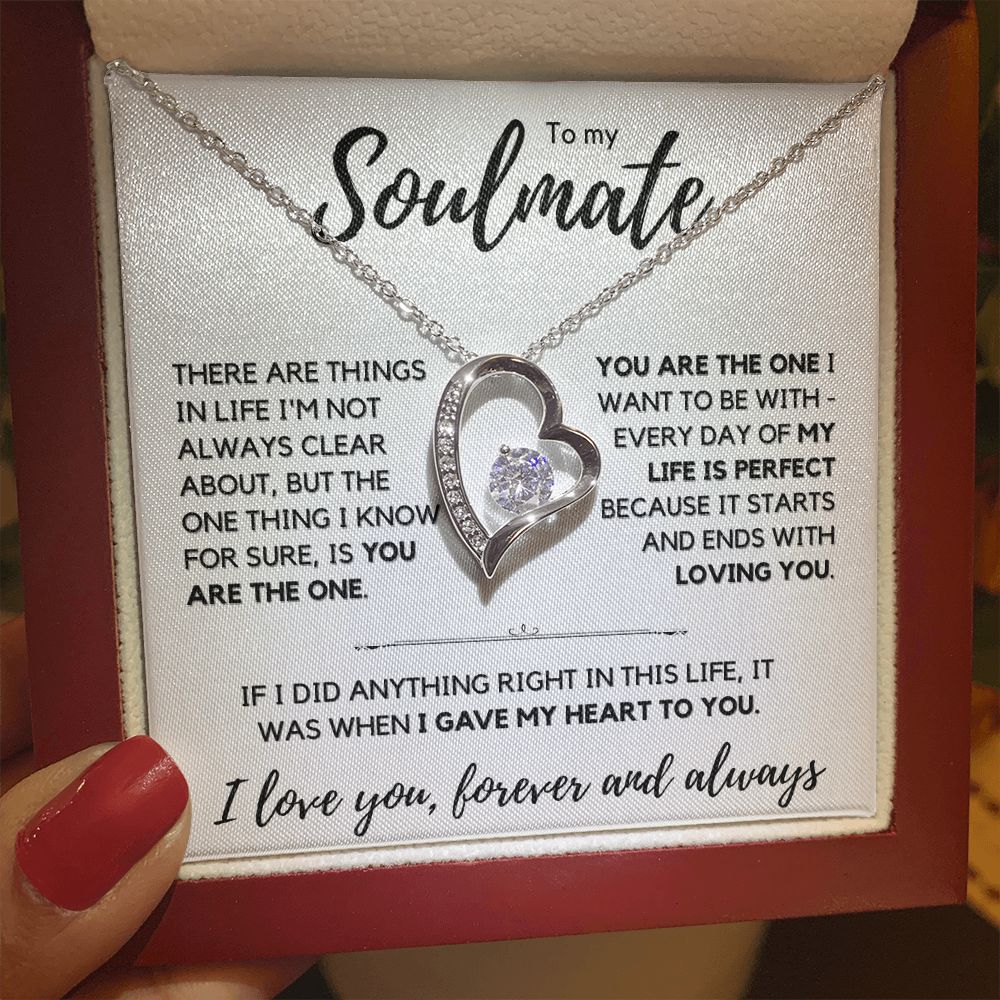 To my
Soulmate
THERE ARE THINGS
IN LIFE I'M NOT
ALWAYS CLEAR
ABOUT, BUT THE
ONE THING I KNOW
FOR SURE, IS YOU
ARE THE ONE.
YOU ARE THE ONE I
WANT TO BE WITH -
EVERY DAY OF MY
LIFE IS PERFECT
BECAUSE IT STARTS
AND ENDS WITH
LOVING YOU.
IF I DID ANYTHING RIGHT IN THIS LIFE, IT
WAS WHEN I GAVE MY HEART TO YOU.
I love you, forever and always